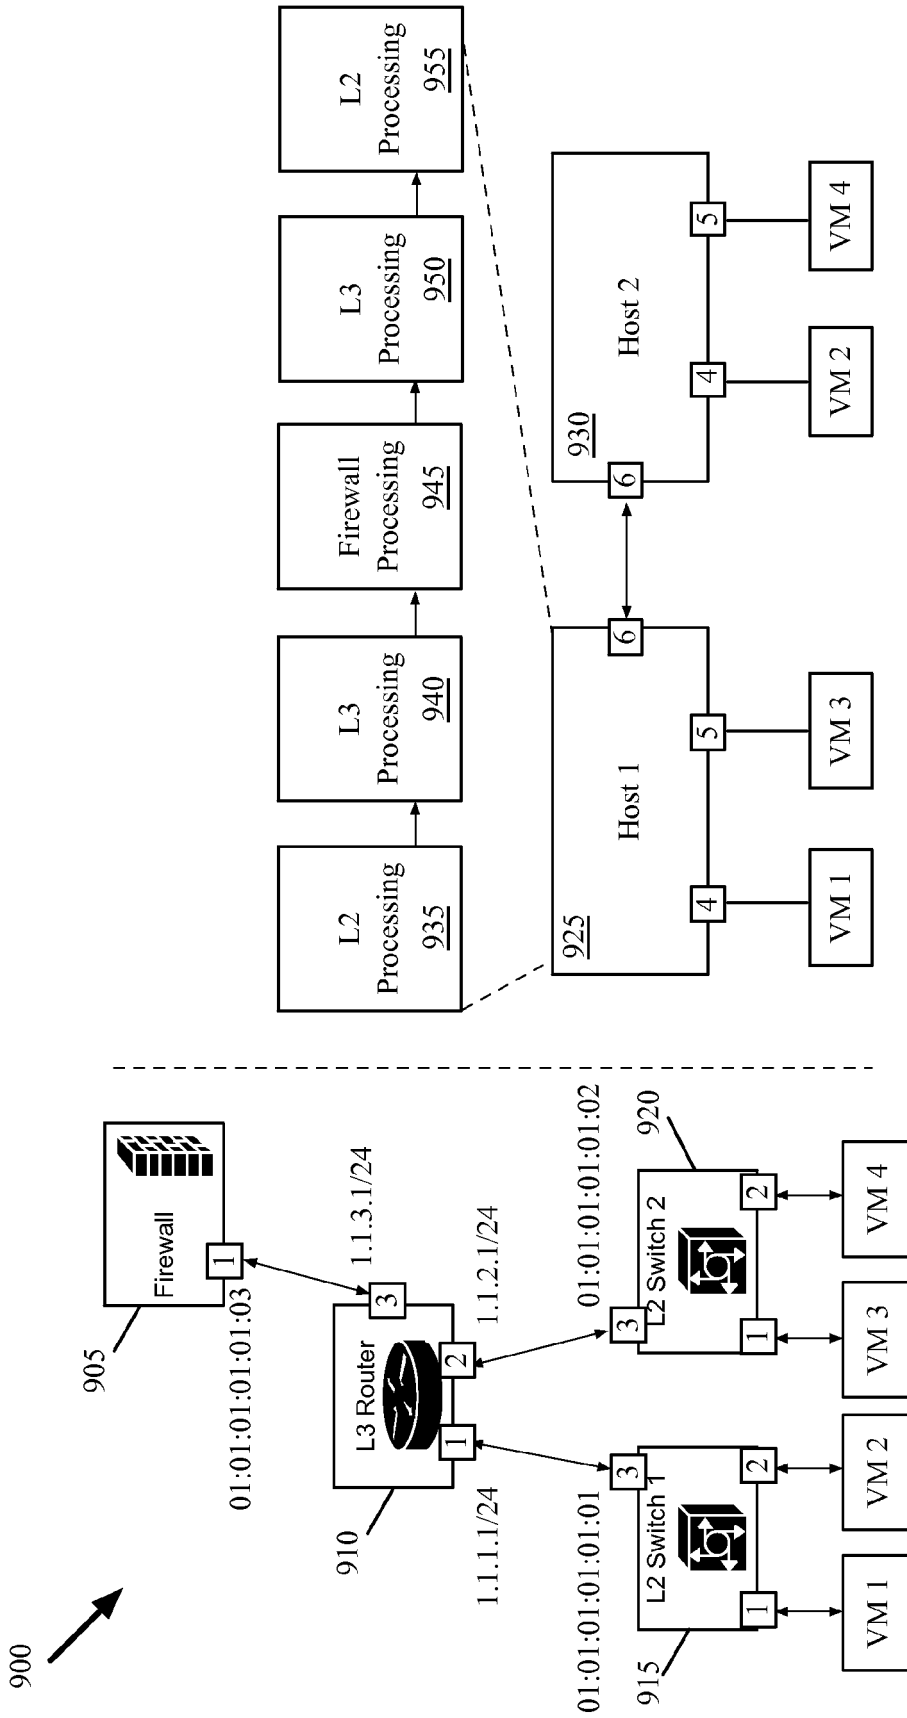 900
905
Firewall
1
01:01:01:01:01:03
1.1.3.1/24
910
L3 Router
3
1
2
1.1.1.1/24
1.1.2.1/24
01:01:01:01:01:01
01:01:01:01:01:02
915
L2 Switch 1
3
1
2
920
L2 Switch 2
3
1
2
VM 1
VM 2
VM 3
VM 4
L2
Processing
935
L3
Processing
940
Firewall
Processing
945
L3
Processing
950
L2
Processing
955
925
Host 1
6
4
5
930
Host 2
6
4
5
VM 1
VM 3
VM 2
VM 4